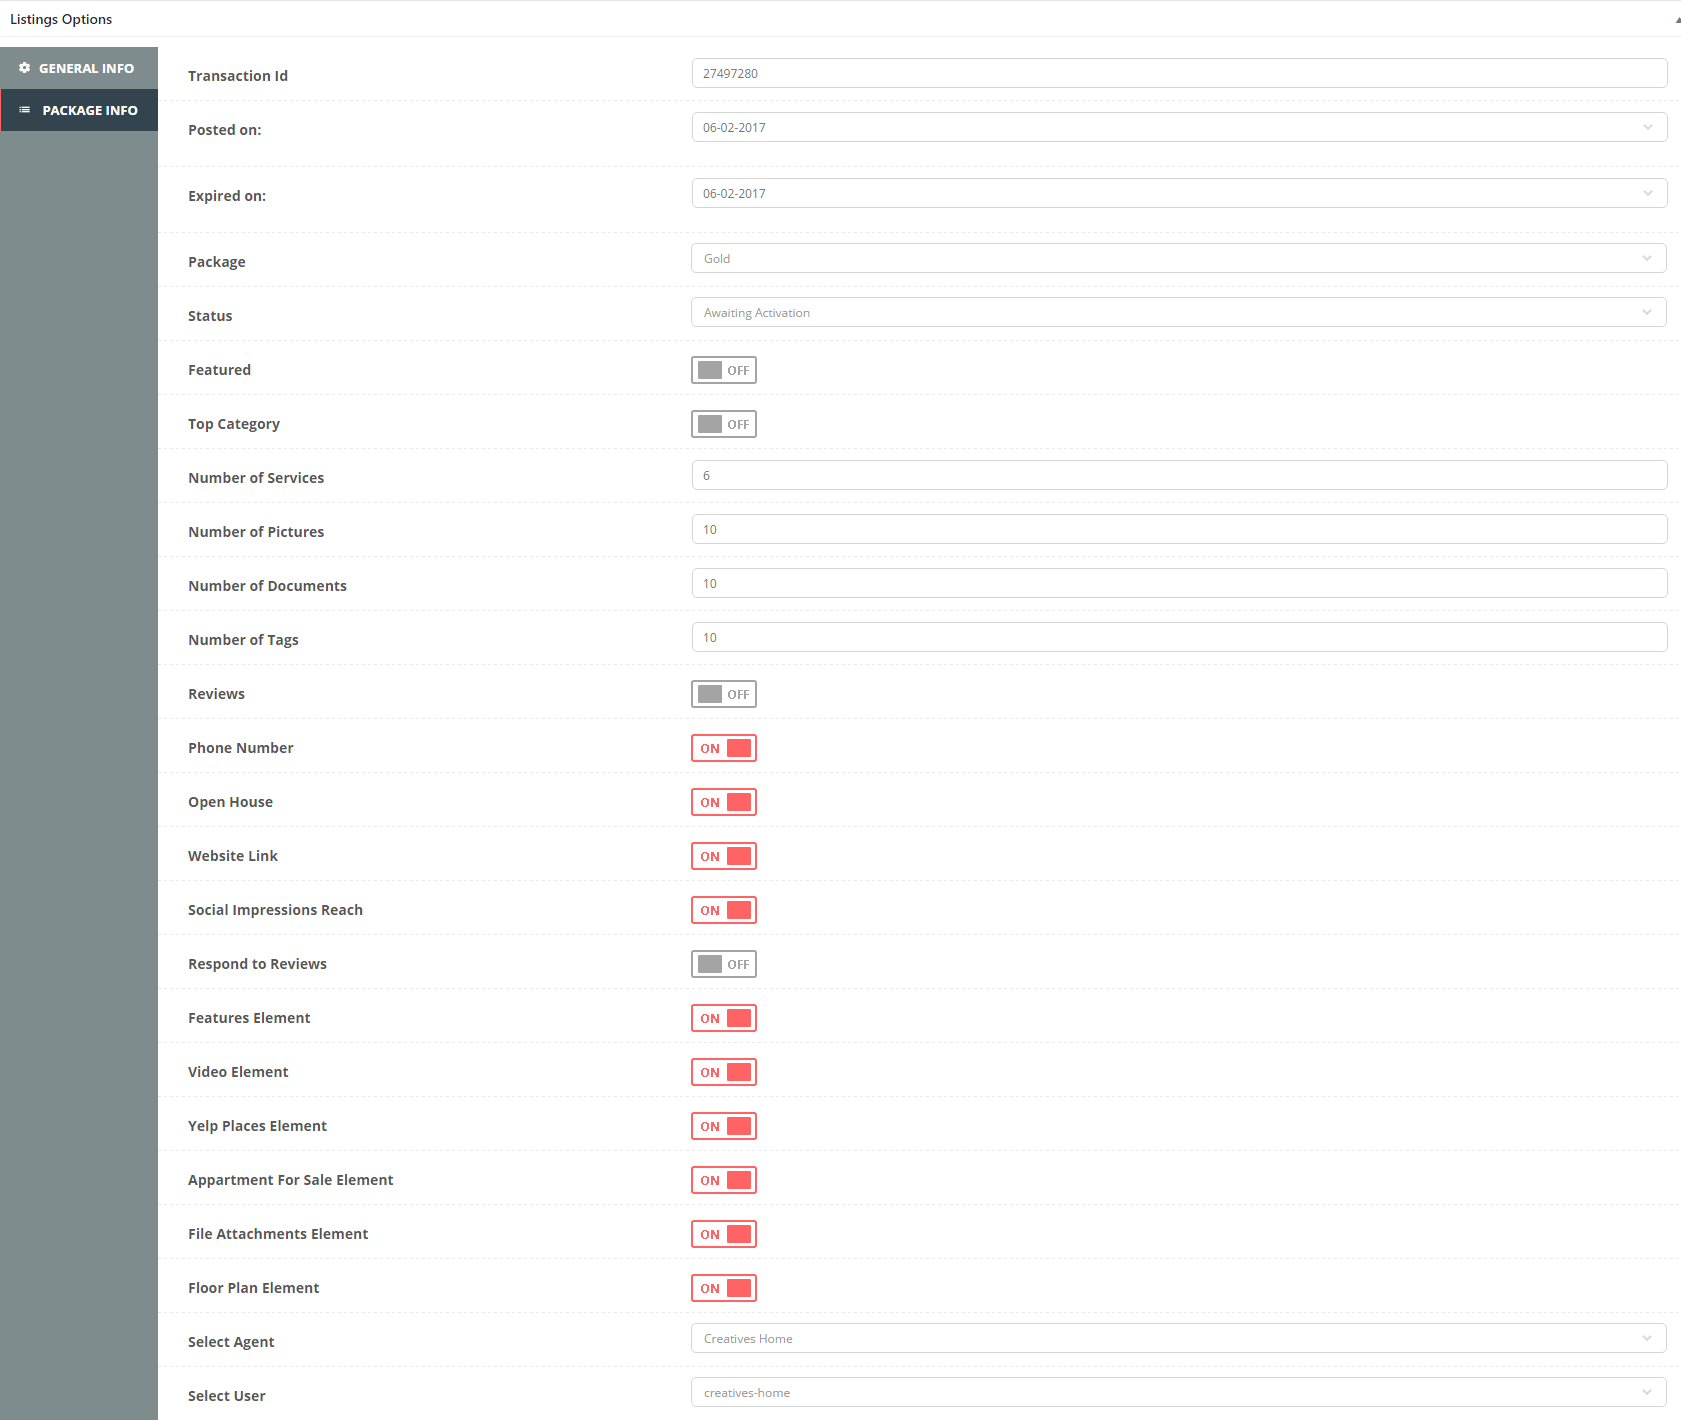 Listings Options
GENERAL INFO
PACKAGE INFO
Transaction Id
27497280
Posted on:
06-02-2017
Expired on:
06-02-2017
Package
Gold
Status
Awaiting Activation
Featured
OFF
Top Category
OFF
Number of Services
6
Number of Pictures
10
Number of Documents
10
Number of Tags
10
Reviews
OFF
Phone Number
ON
Open House
ON
Website Link
ON
Social Impressions Reach
ON
Respond to Reviews
OFF
Features Element
ON
Video Element
ON
Yelp Places Element
ON
Appartment For Sale Element
ON
File Attachments Element
ON
Floor Plan Element
ON
Select Agent
Creatives Home
Select User
creatives-home